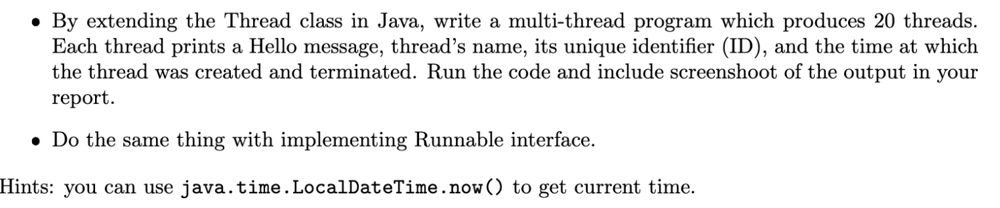 • By extending the Thread class in Java, write a multi-thread program which produces 20 threads.
Each thread prints a Hello message, thread's name, its unique identifier (ID), and the time at which
the thread was created and terminated. Run the code and include screenshoot of the output in your
report.
• Do the same thing with implementing Runnable interface.
Hints: you can use java.time.LocalDateTime.now() to get current time.